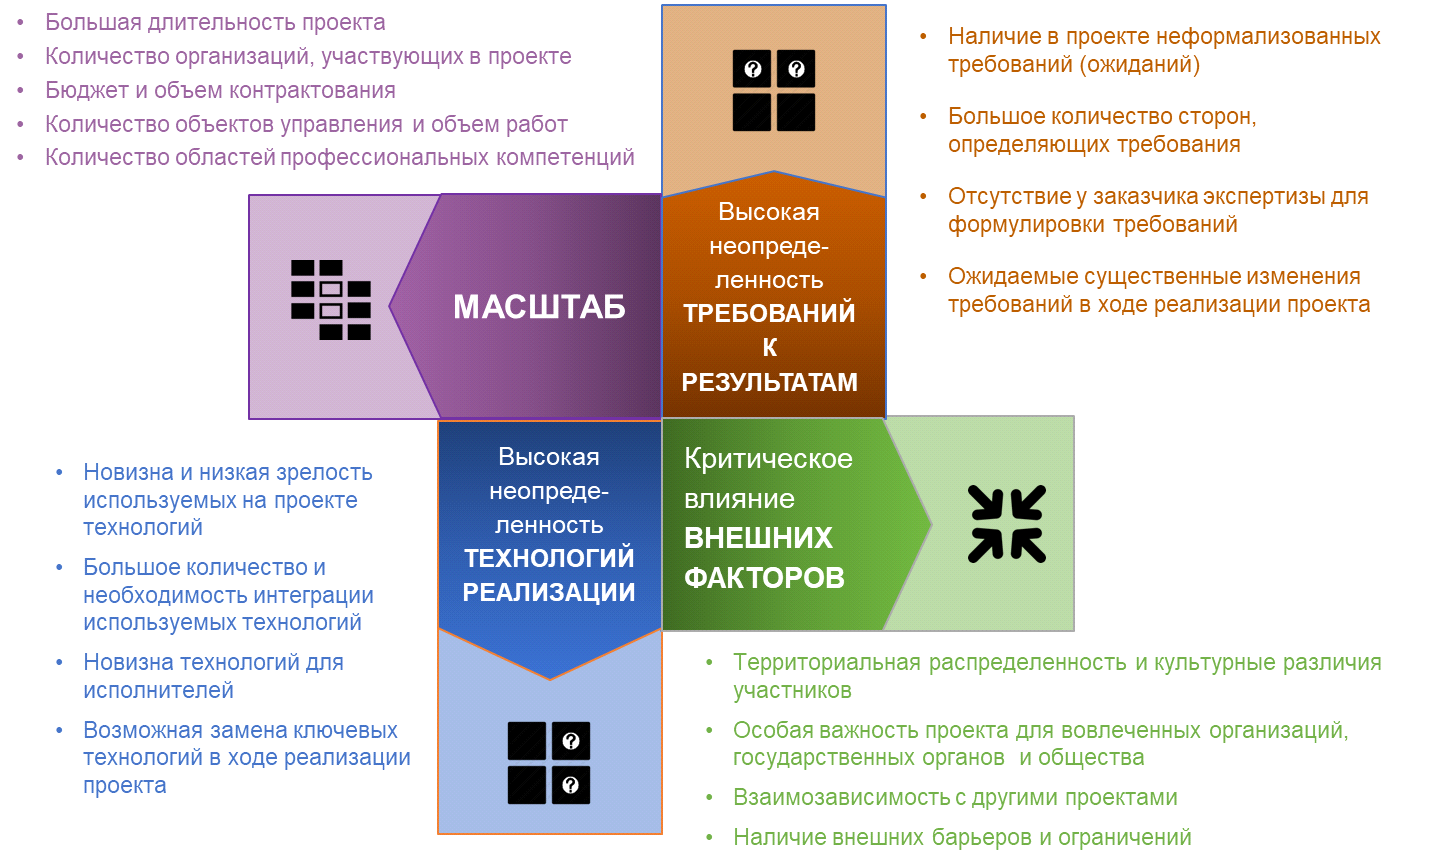 • Большая длительность проекта
• Количество организаций, участвующих в проекте
• Бюджет и объем контрактования
• Количество объектов управления и объем работ
• Количество областей профессиональных компетенций
МАСШТАБ
? ?
Высокая
неопреде-
ленность
ТРЕБОВАНИЙ
К
РЕЗУЛЬТАТАМ
• Наличие в проекте неформализованных
требований (ожиданий)
• Большое количество сторон,
определяющих требования
• Отсутствие у заказчика экспертизы для
формулировки требований
• Ожидаемые существенные изменения
требований в ходе реализации проекта
• Новизна и низкая зрелость
используемых на проекте
технологий
• Большое количество и
необходимость интеграции
используемых технологий
• Новизна технологий для
исполнителей
• Возможная замена ключевых
технологий в ходе реализации
проекта
Высокая
неопреде-
ленность
ТЕХНОЛОГИЙ
РЕАЛИЗАЦИИ
?
?
Критическое
влияние
ВНЕШНИХ
ФАКТОРОВ
• Территориальная распределенность и культурные различия
участников
• Особая важность проекта для вовлеченных организаций,
государственных органов и общества
• Взаимозависимость с другими проектами
• Наличие внешних барьеров и ограничений